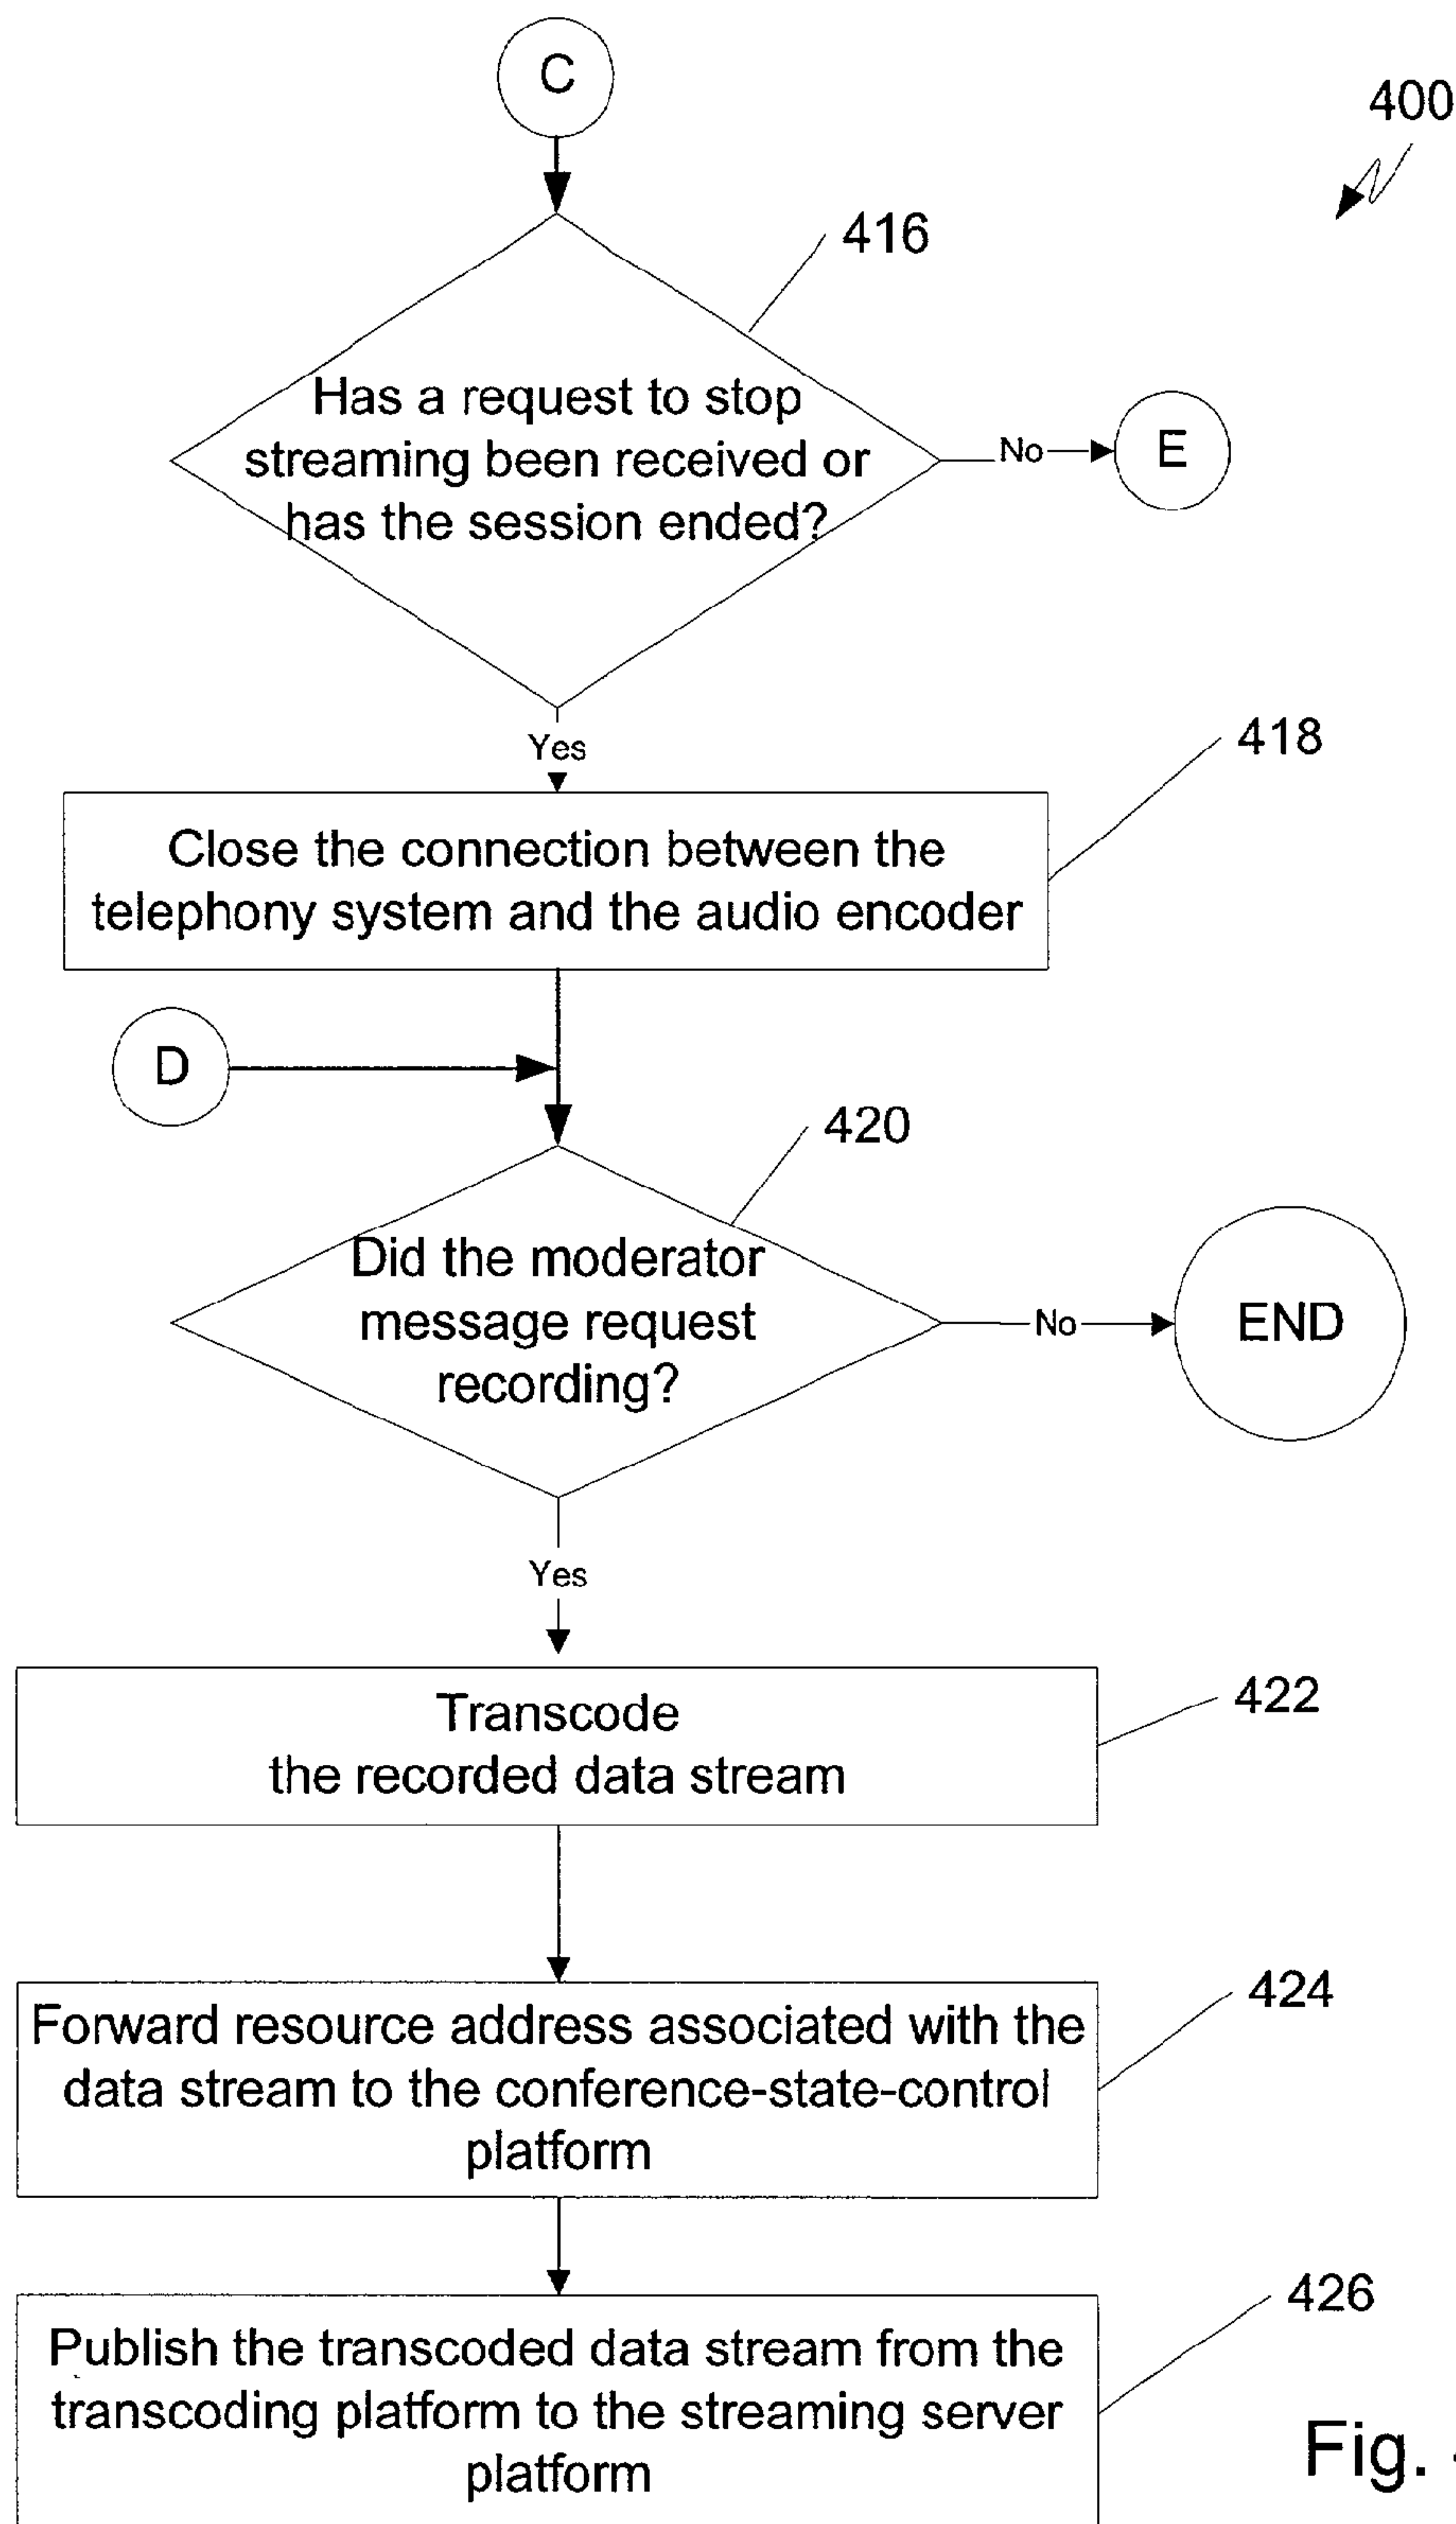 C
400
416
Has a request to stop
streaming been received or
has the session ended?
No
E
Yes
418
Close the connection between the
telephony system and the audio encoder
D
420
Did the moderator
message request
recording?
No
END
Yes
422
Transcode
the recorded data stream
424
Forward resource address associated with the
data stream to the conference-state-control
platform
426
Publish the transcoded data stream from the
transcoding platform to the streaming server
platform
Fig.